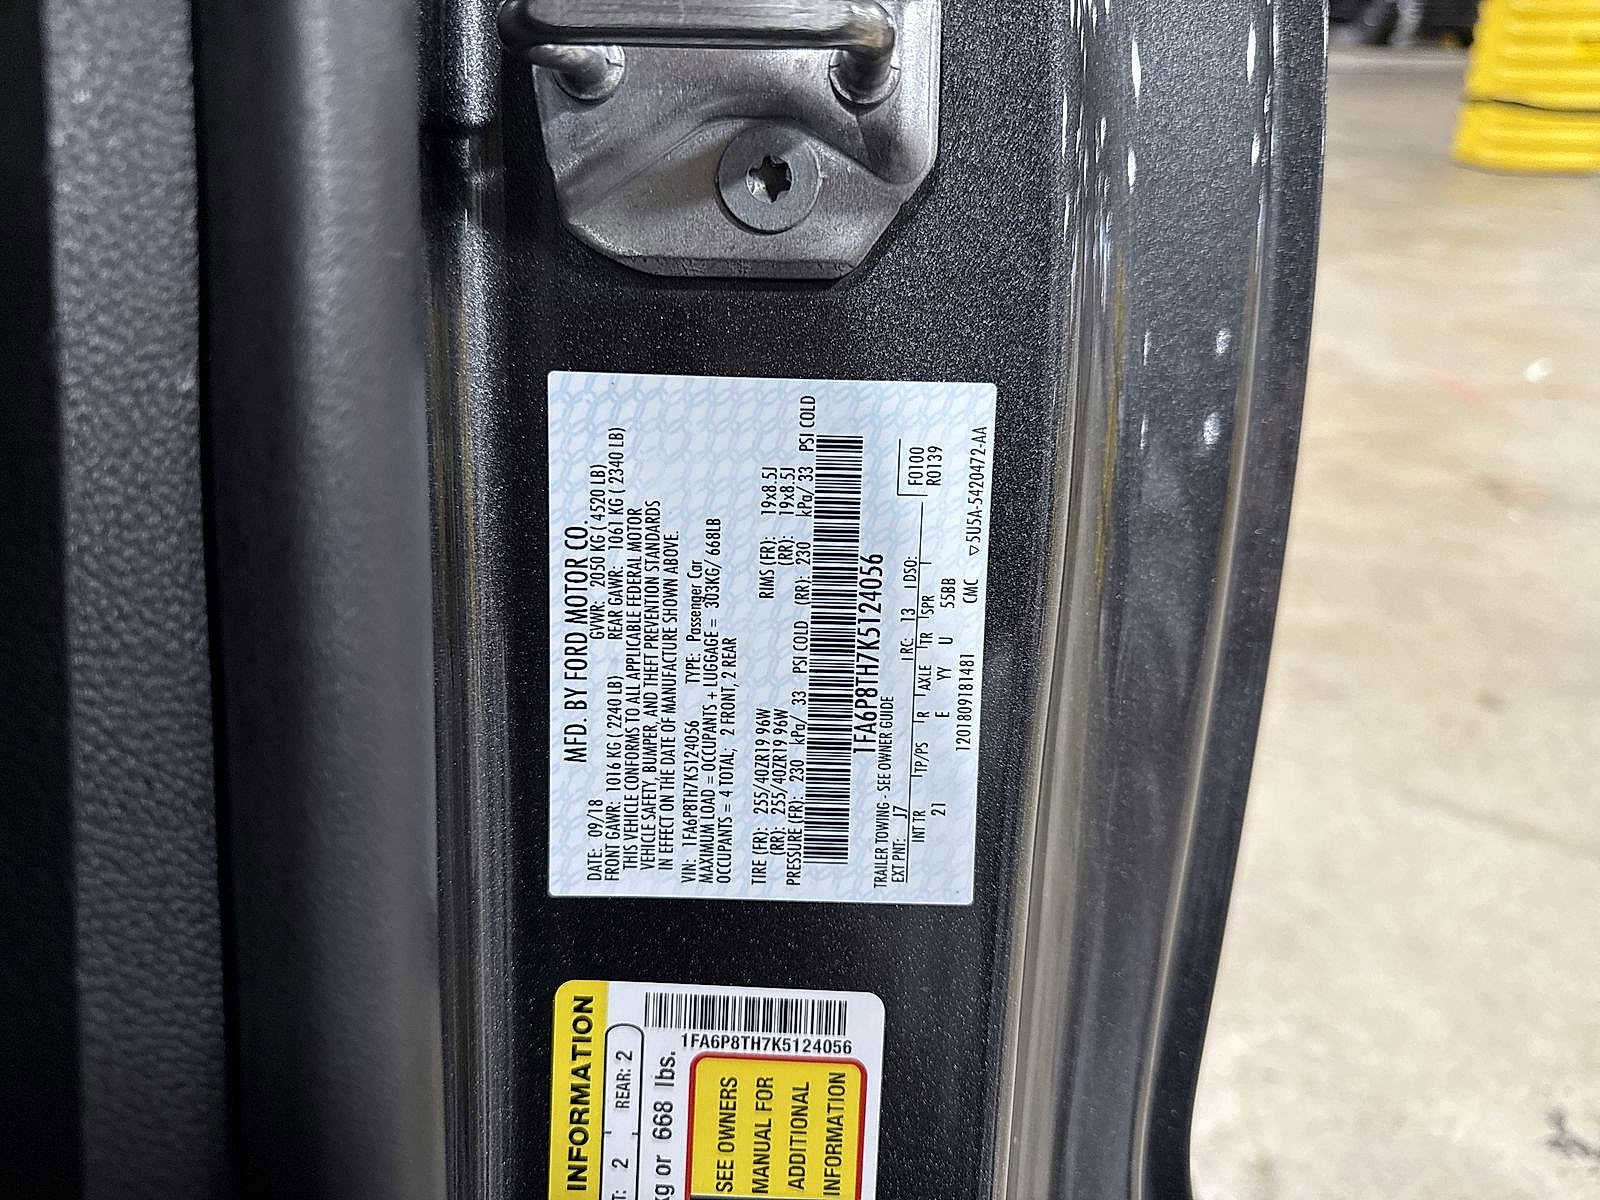 MFD. BY FORD MOTOR CO.
DATE: 09/18 GVWR: 2050 KG ( 4520 LB)
FRONT GAWR: 1016 KG ( 2240 LB) REAR GAWR: 1061 KG ( 2340 LB)
THIS VEHICLE CONFORMS TO ALL APPLICABLE FEDERAL MOTOR
VEHICLE SAFETY, BUMPER, AND THEFT PREVENTION STANDARDS
IN EFFECT ON THE DATE OF MANUFACTURE SHOWN ABOVE.
VIN: 1FA6P8TH7K5124056 TYPE: Passenger Car
MAXIMUM LOAD = OCCUPANTS + LUGGAGE = 303KG/ 668LB
OCCUPANTS = 4 TOTAL; 2 FRONT, 2 REAR
TIRE (FR): 255/40ZR19 96W RIMS (FR): 19x8.5J
(RR): 255/40ZR19 96W (RR): 19x8.5J
PRESSURE (FR): 230 kPa/ 33 PSI COLD (RR): 230 kPa/ 33 PSI COLD
1FA6P8TH7K5124056
TRAILER TOWING - SEE OWNER GUIDE
EXT PNT: J7 RC: 13 DSO: F0100
INT TR TP/PS R AXLE TR SPR R0139
21 E YY U 55BB
1201809181481 CMC ▽5U5A-5420472-AA
INFORMATION
T: 2 REAR: 2
kg or 668 lbs.
1FA6P8TH7K5124056
SEE OWNERS
MANUAL FOR
ADDITIONAL
INFORMATION